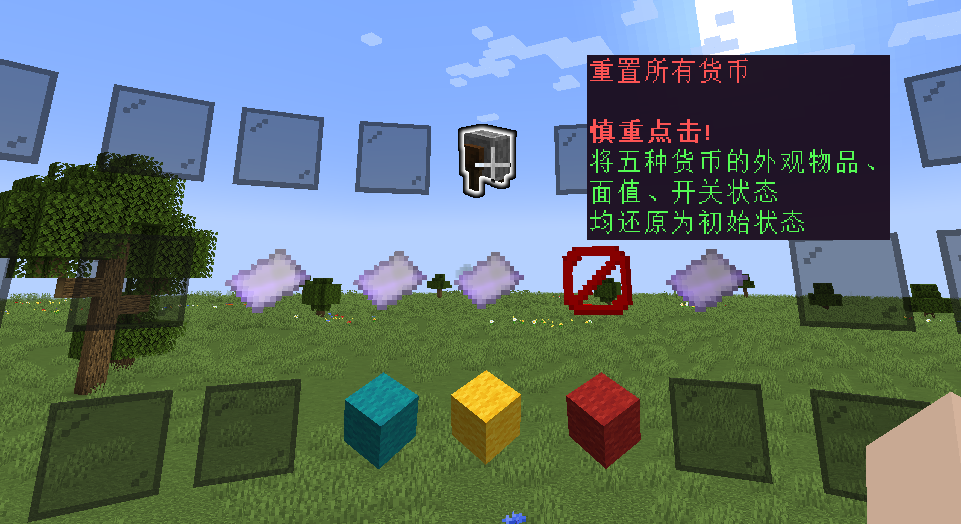 重置所有货币
慎重点击!
将五种货币的外观物品、
面值、开关状态
均还原为初始状态